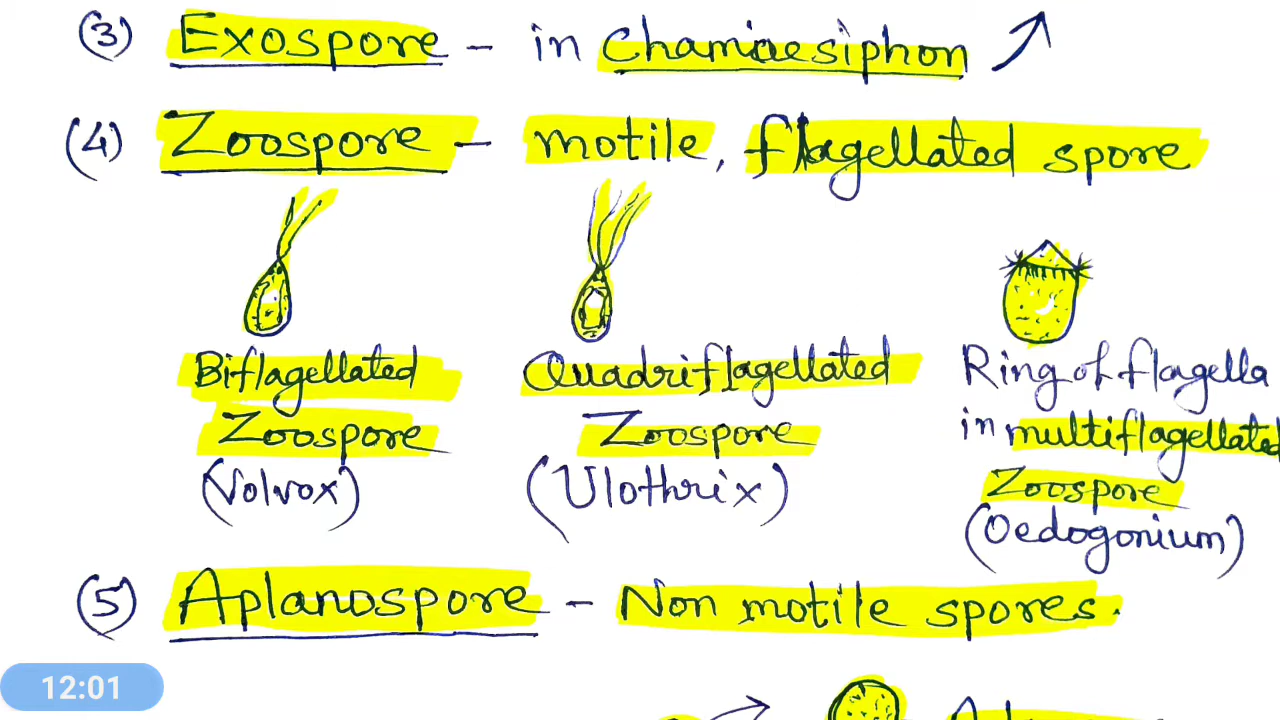 (3) Exospore - in Chamaesiphon
(4) Zoospore - motile, flagellated spore
Biflagellated
Zoospore
(Volvox)
Quadriflagellated
Zoospore
(Ulothrix)
Ring of flagella
in multiflagellated
Zoospore
(Oedogonium)
(5) Aplanospore - Non motile spores.
12:01